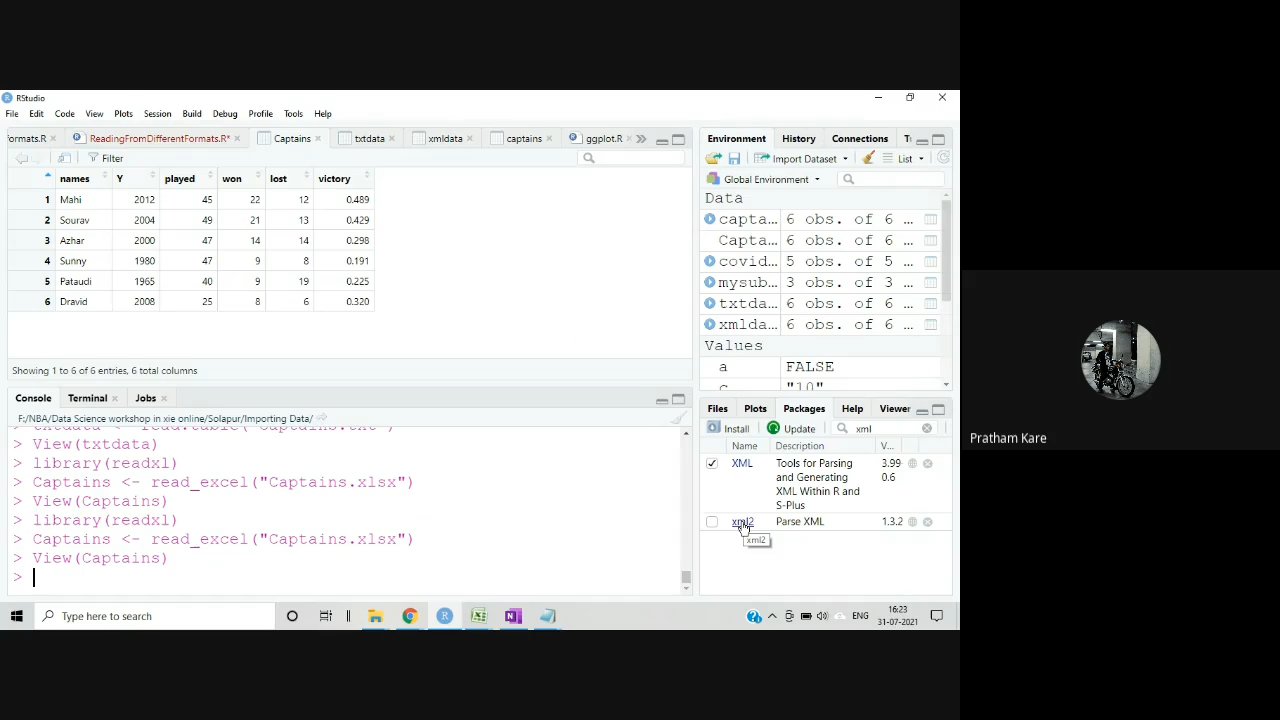 RStudio
File Edit Code View Plots Session Build Debug Profile Tools Help
ormats.R ReadingFromDifferentFormats.R* Captains txtdata xmldata captains ggplot.R
Filter
names Y played won lost victory
1 Mahi 2012 45 22 12 0.489
2 Sourav 2004 49 21 13 0.429
3 Azhar 2000 47 14 14 0.298
4 Sunny 1980 47 9 8 0.191
5 Pataudi 1965 40 9 19 0.225
6 Dravid 2008 25 8 6 0.320
Showing 1 to 6 of 6 entries, 6 total columns
Console Terminal Jobs
F:/NBA/Data Science workshop in xie online/Solapur/Importing Data/
> View(txtdata)
> library(readxl)
> Captains <- read_excel("Captains.xlsx")
> View(Captains)
> library(readxl)
> Captains <- read_excel("Captains.xlsx")
> View(Captains)
>
Environment History Connections T
Import Dataset List
Global Environment
Data
capta... 6 obs. of 6 ...
Capta... 6 obs. of 6 ...
covid... 5 obs. of 5 ...
mysub... 3 obs. of 3 ...
txtda... 6 obs. of 6 ...
xmlda... 6 obs. of 6 ...
Values
a FALSE
c "10"
Files Plots Packages Help Viewer
Install Update xml
Name Description V...
XML Tools for Parsing and Generating XML Within R and S-Plus 3.99 0.6
xml2 Parse XML 1.3.2
xml2
Type here to search
ENG 16:23
31-07-2021
Pratham Kare